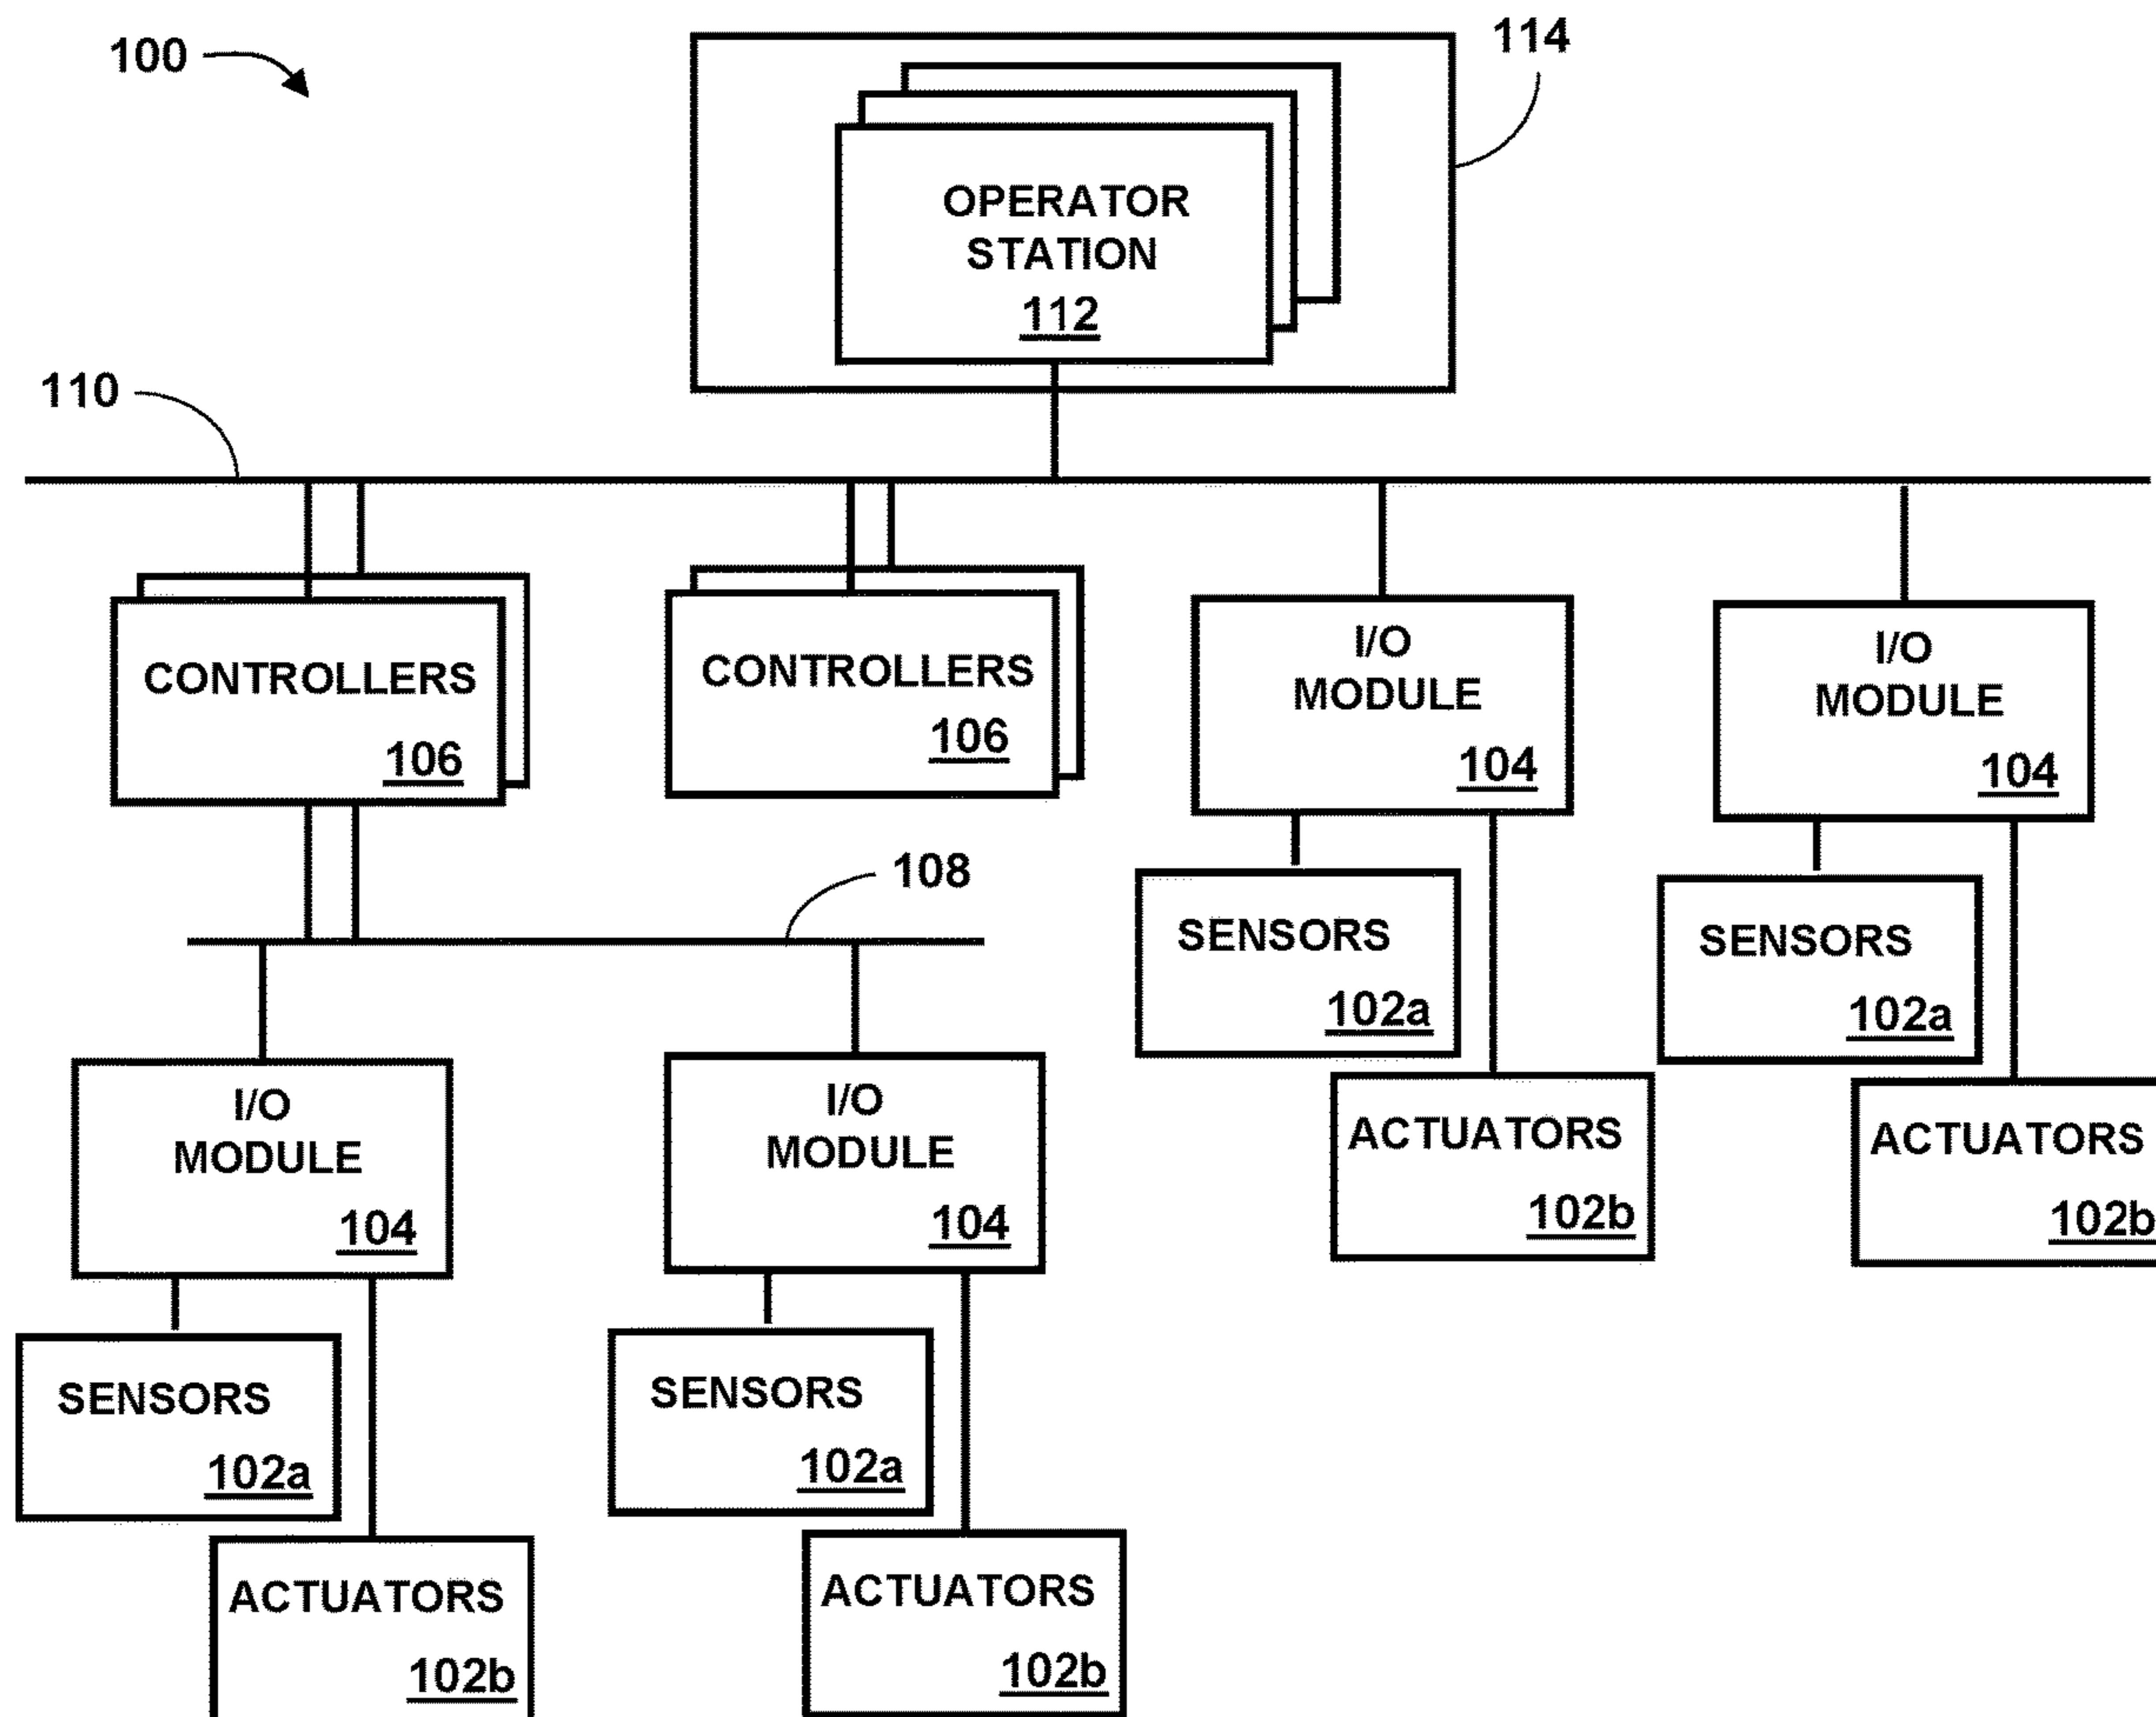 100
114
OPERATOR
STATION
112
110
CONTROLLERS
106
CONTROLLERS
106
I/O
MODULE
104
I/O
MODULE
104
108
SENSORS
102a
SENSORS
102a
ACTUATORS
102b
ACTUATORS
102b
I/O
MODULE
104
I/O
MODULE
104
SENSORS
102a
SENSORS
102a
ACTUATORS
102b
ACTUATORS
102b